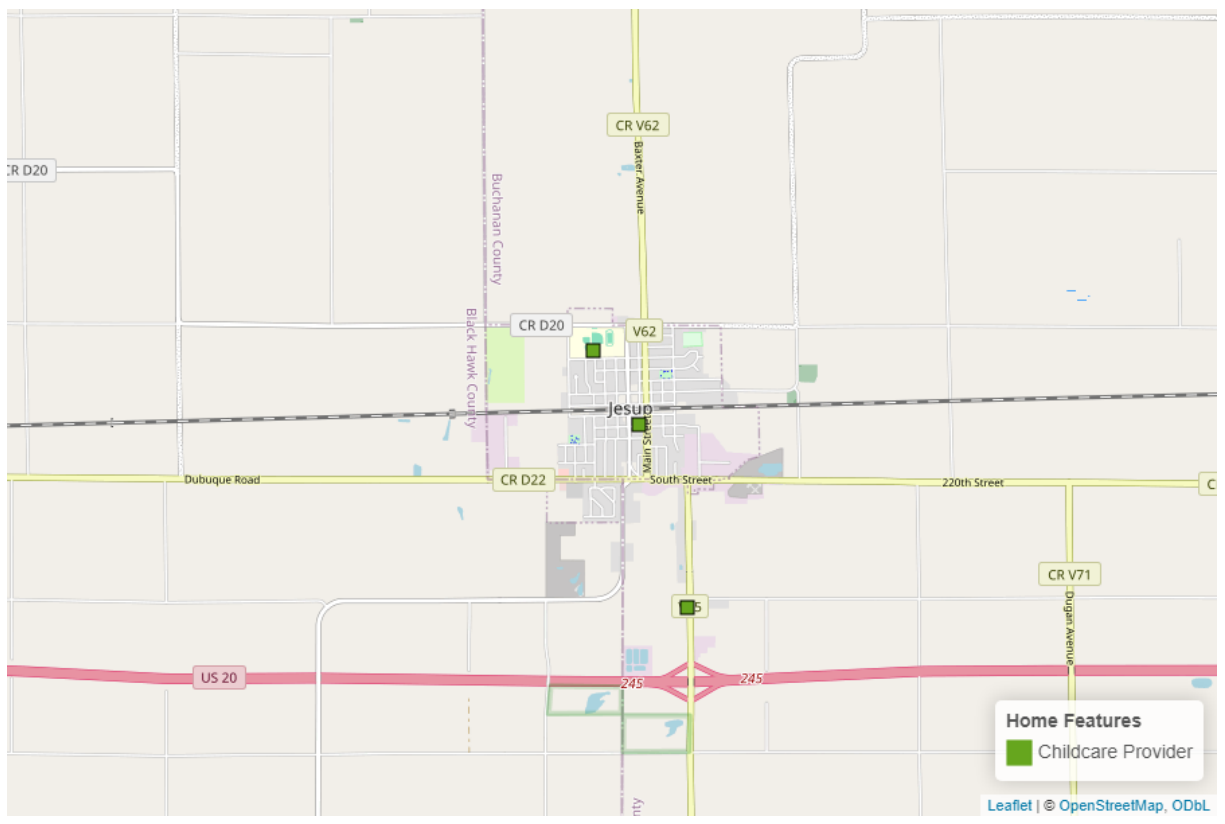 CR V62
Baxter Avenue
CR D20
Buchanan County
Black Hawk County
CR D20
V62
Jesup
Main Street
Dubuque Road
CR D22
South Street
220th Street
CR V71
Dugan Avenue
US 20
245
245
Home Features
Childcare Provider
Leaflet | © OpenStreetMap, ODbL